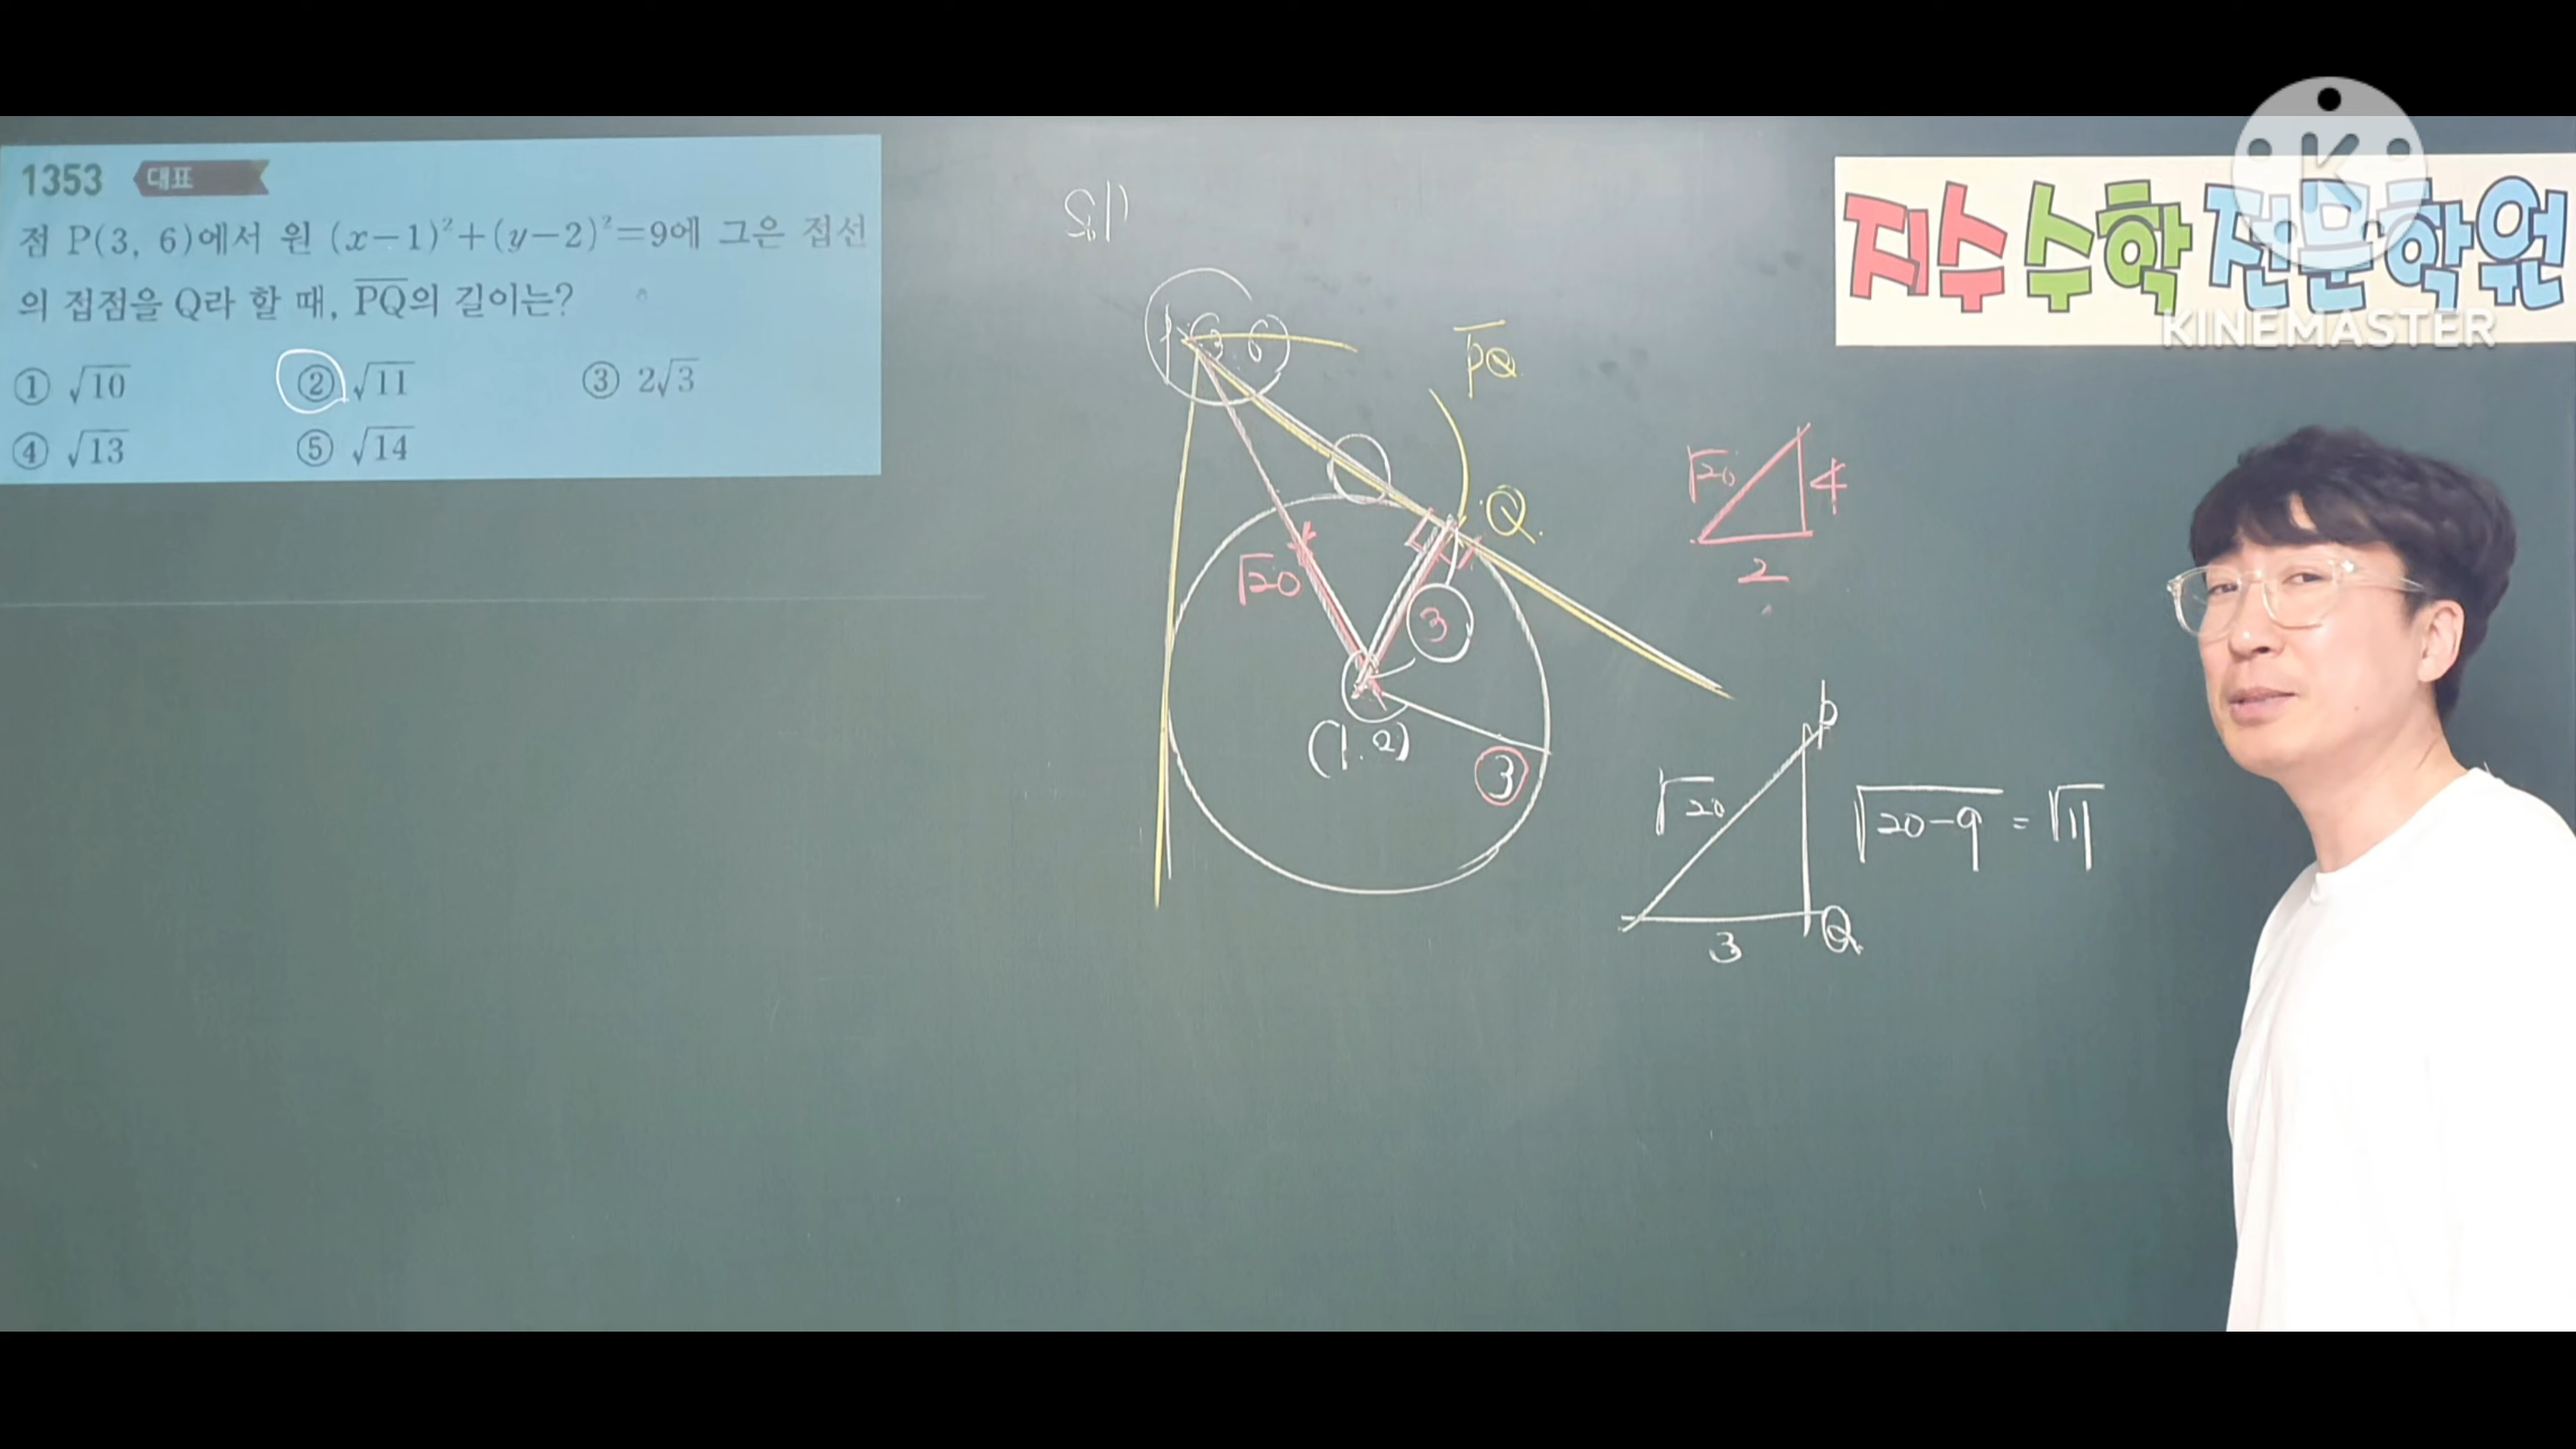 1353 대표
점 P(3, 6)에서 원 (x-1)²+(y-2)²=9에 그은 접선
의 접점을 Q라 할 때, PQ의 길이는?
① √10 ② √11 ③ 2√3
④ √13 ⑤ √14
지수수학전문학원
KINEMASTER
P
3. 6
PQ
Q
√20
3
(1.2)
3
√20
4
2
P
√20
√20-9 = √11
3
Q